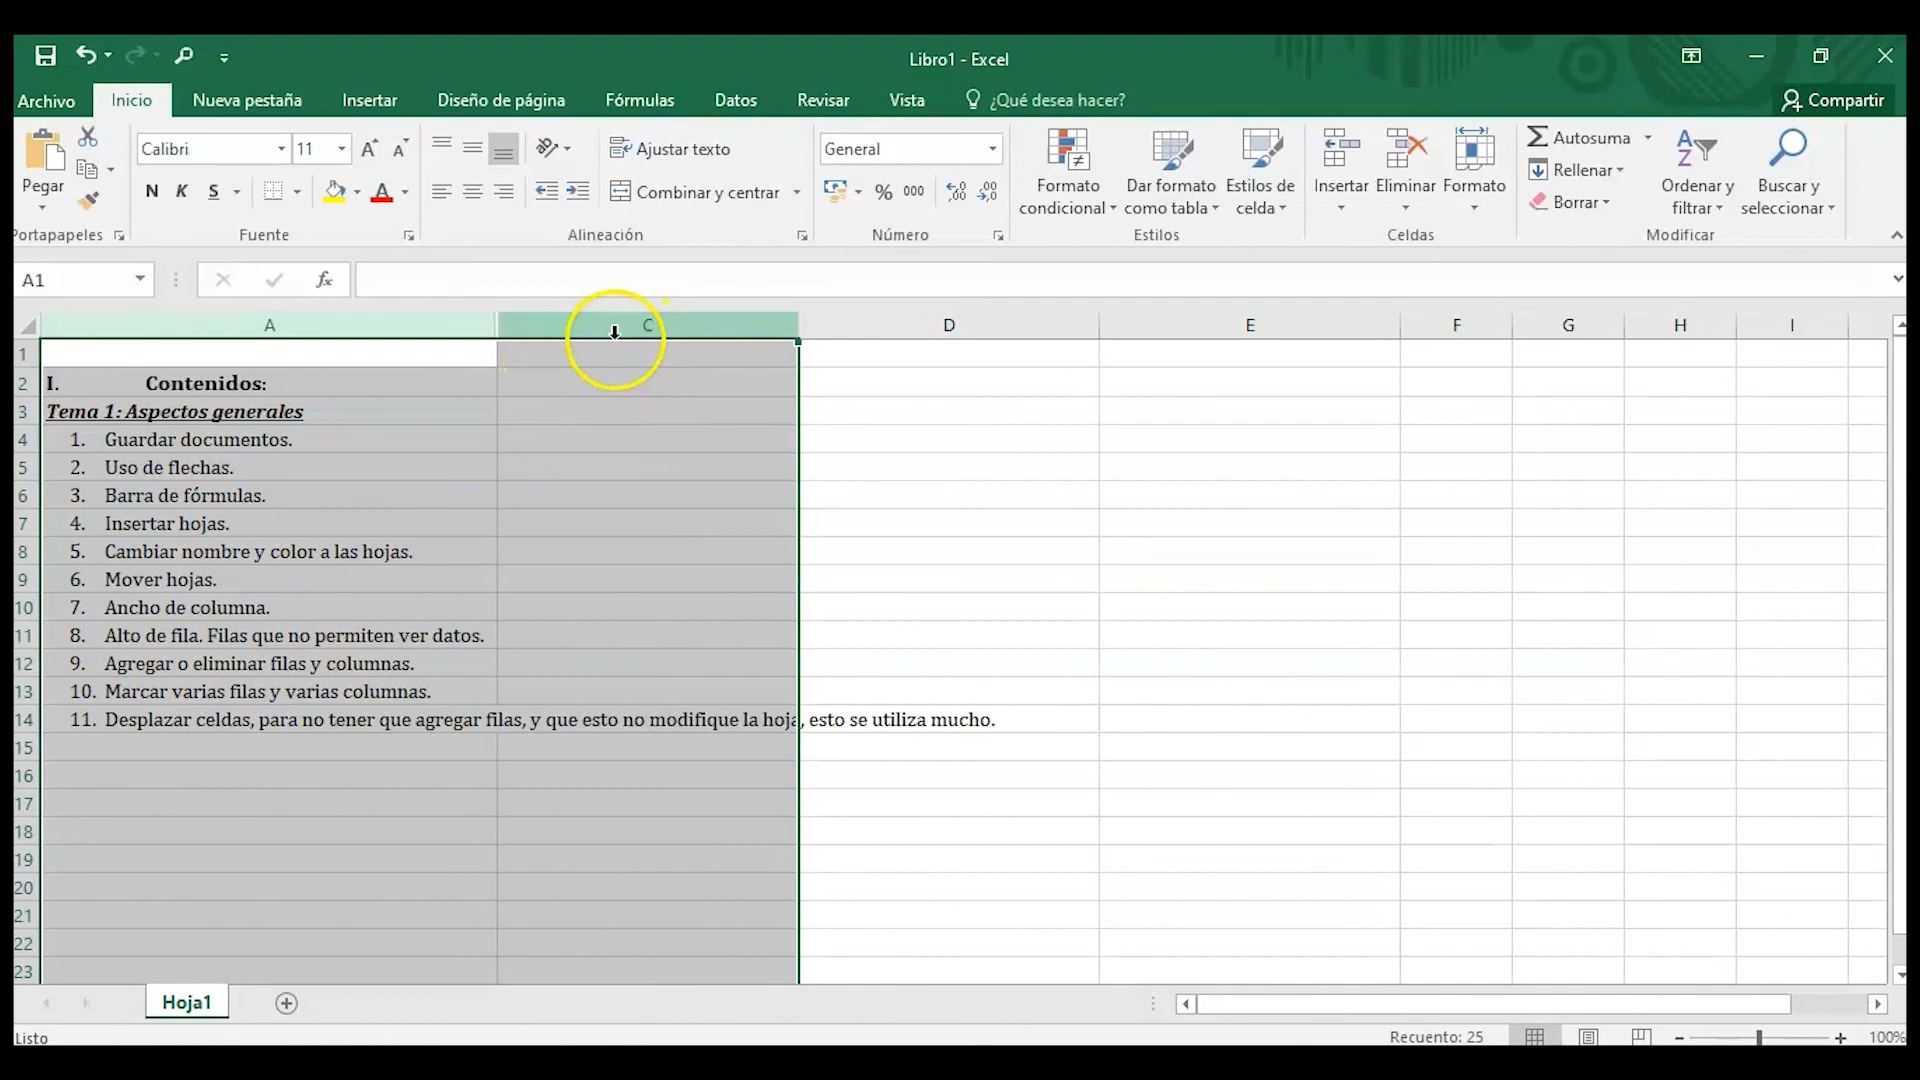 Libro1 - Excel
Archivo Inicio Nueva pestaña Insertar Diseño de página Fórmulas Datos Revisar Vista ¿Qué desea hacer? Compartir
Pegar
Portapapeles
Calibri 11
N K S A
Fuente
Ajustar texto
Combinar y centrar
Alineación
General
% 000
Número
Formato condicional
Dar formato como tabla
Estilos de celda
Estilos
Insertar Eliminar Formato
Celdas
Autosuma
Rellenar
Borrar
Ordenar y filtrar
Buscar y seleccionar
Modificar
A1 fx
A C D E F G H I
1
2 I. Contenidos:
3 Tema 1: Aspectos generales
4 1. Guardar documentos.
5 2. Uso de flechas.
6 3. Barra de fórmulas.
7 4. Insertar hojas.
8 5. Cambiar nombre y color a las hojas.
9 6. Mover hojas.
10 7. Ancho de columna.
11 8. Alto de fila. Filas que no permiten ver datos.
12 9. Agregar o eliminar filas y columnas.
13 10. Marcar varias filas y varias columnas.
14 11. Desplazar celdas, para no tener que agregar filas, y que esto no modifique la hoja, esto se utiliza mucho.
15
16
17
18
19
20
21
22
23
Hoja1
Listo Recuento: 25 100%